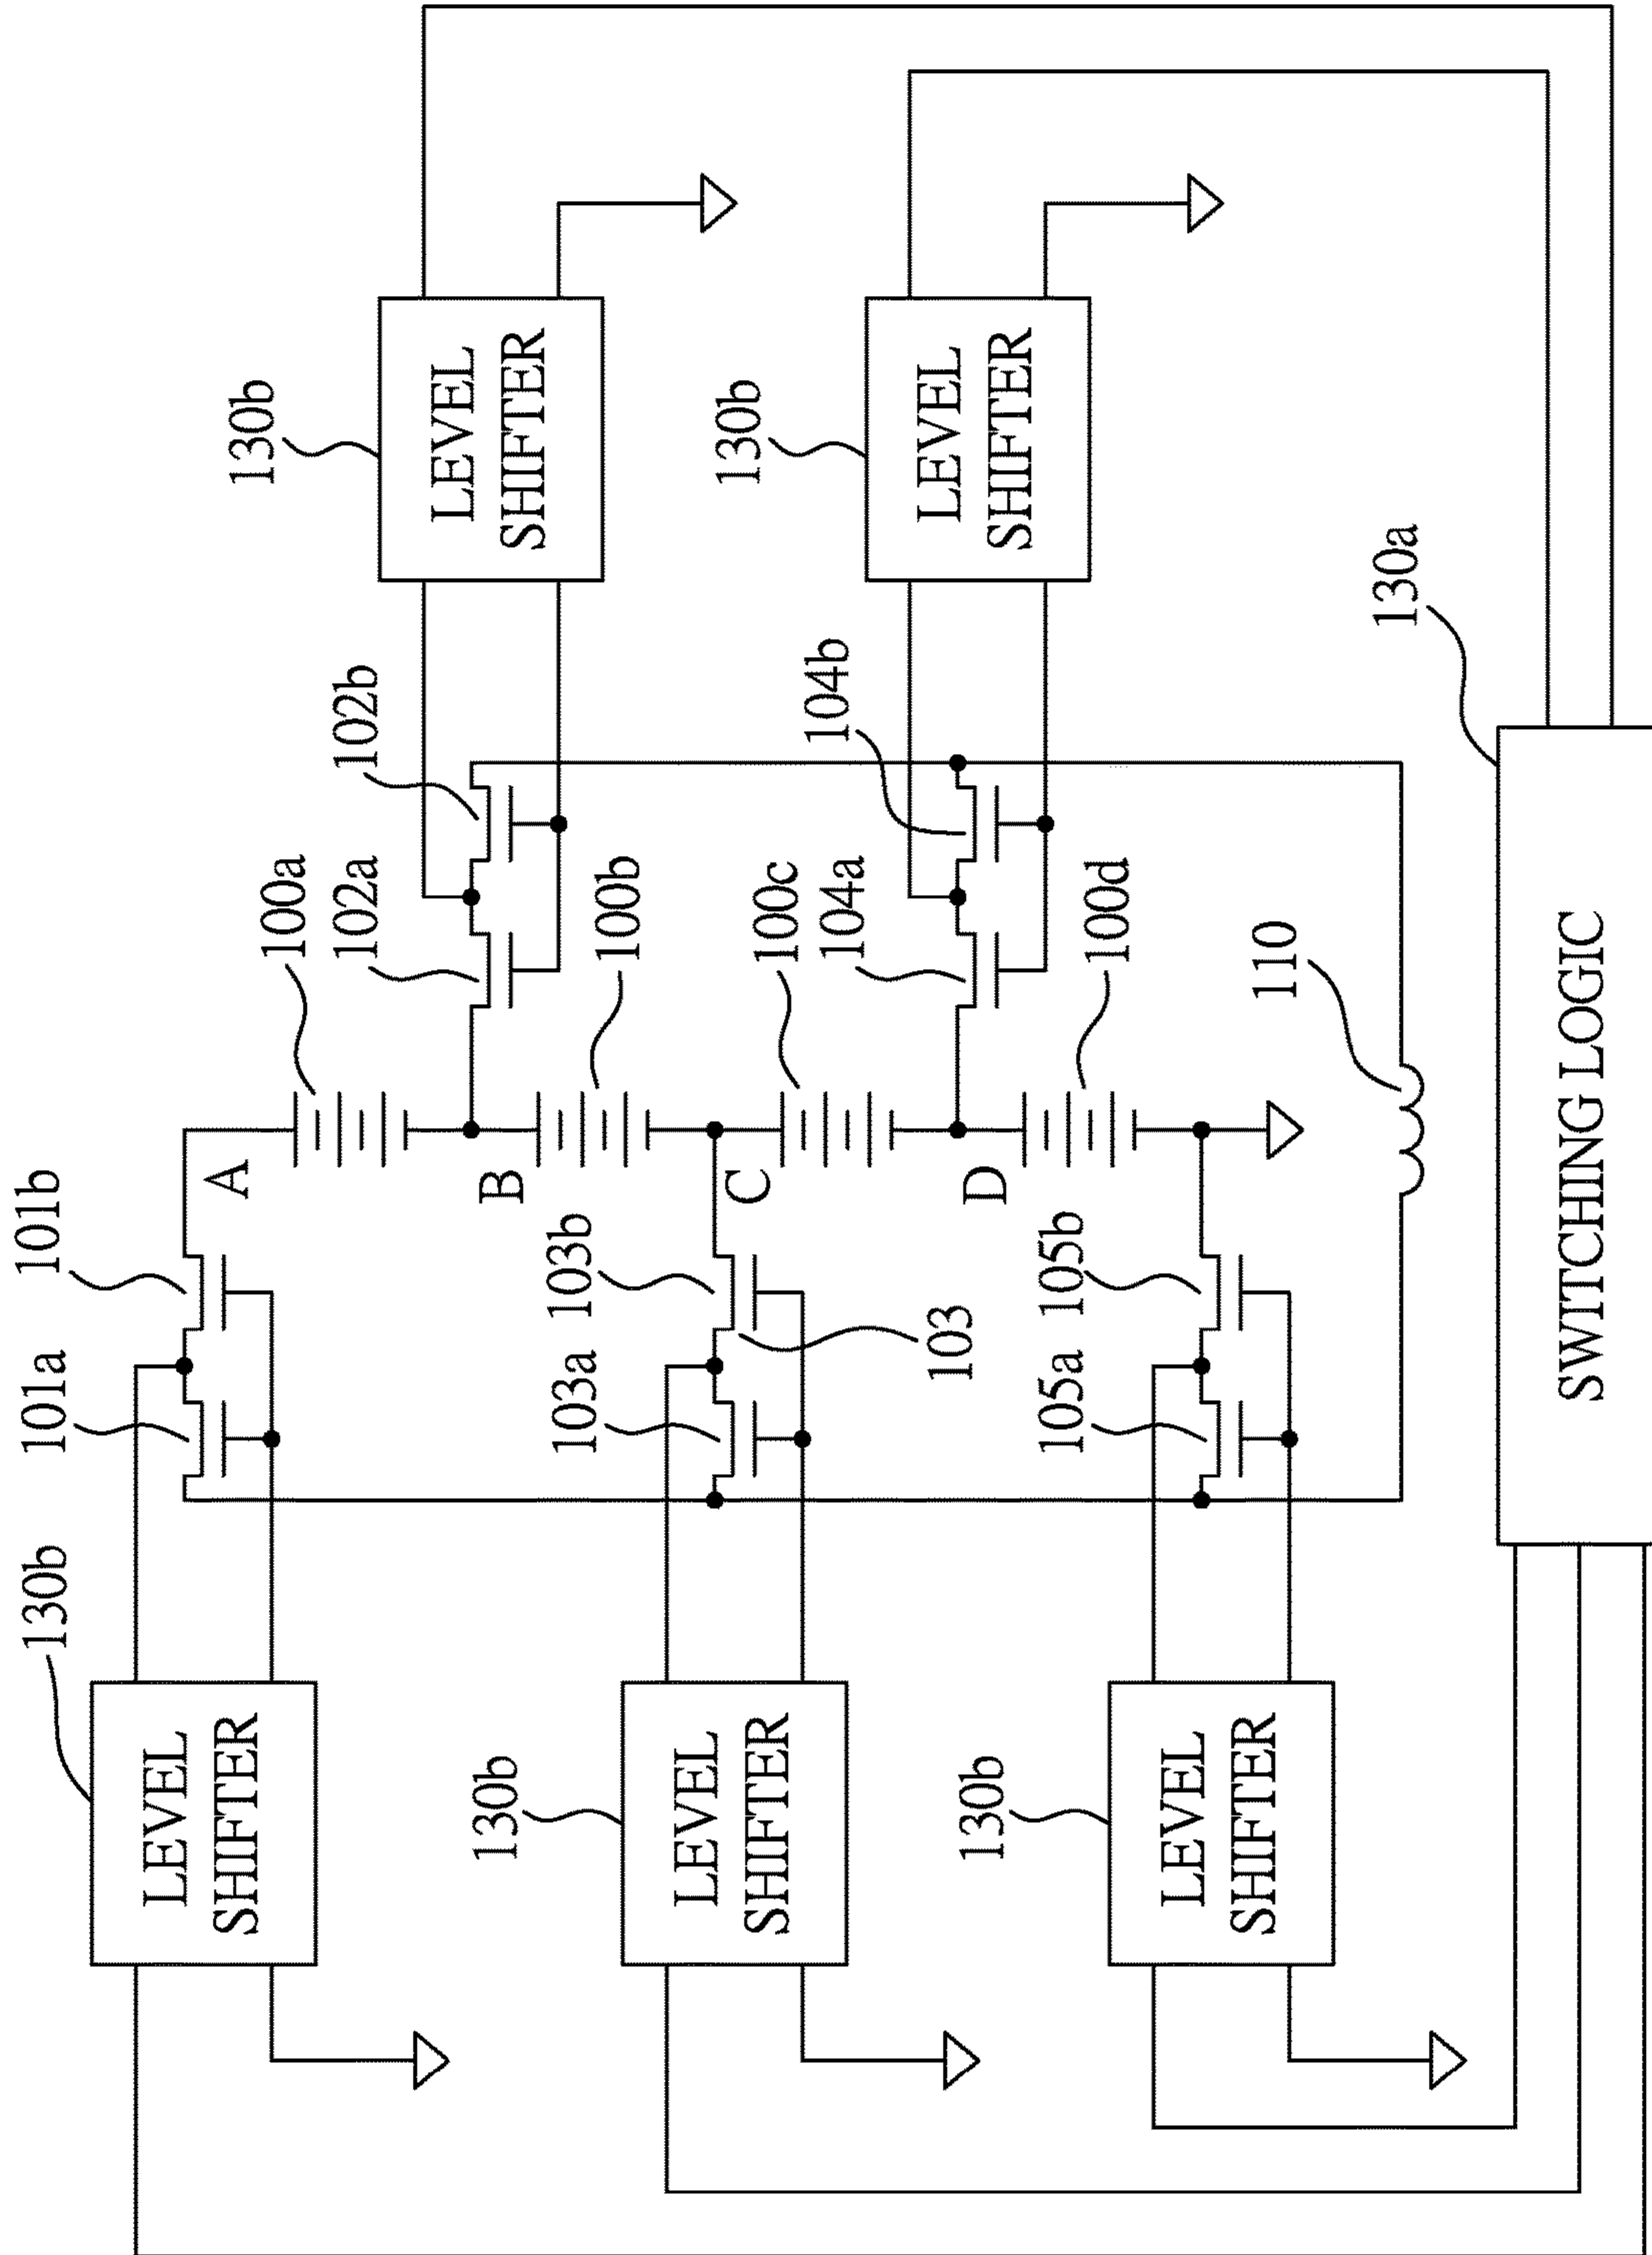 130b
101a
101b
LEVEL
SHIFTER
A
130b
100a
102a
102b
LEVEL
SHIFTER
130b
B
103a
103b
100b
LEVEL
SHIFTER
C
130b
100c
104a
104b
LEVEL
SHIFTER
103
130b
D
105a
105b
100d
LEVEL
SHIFTER
110
130a
SWITCHING LOGIC